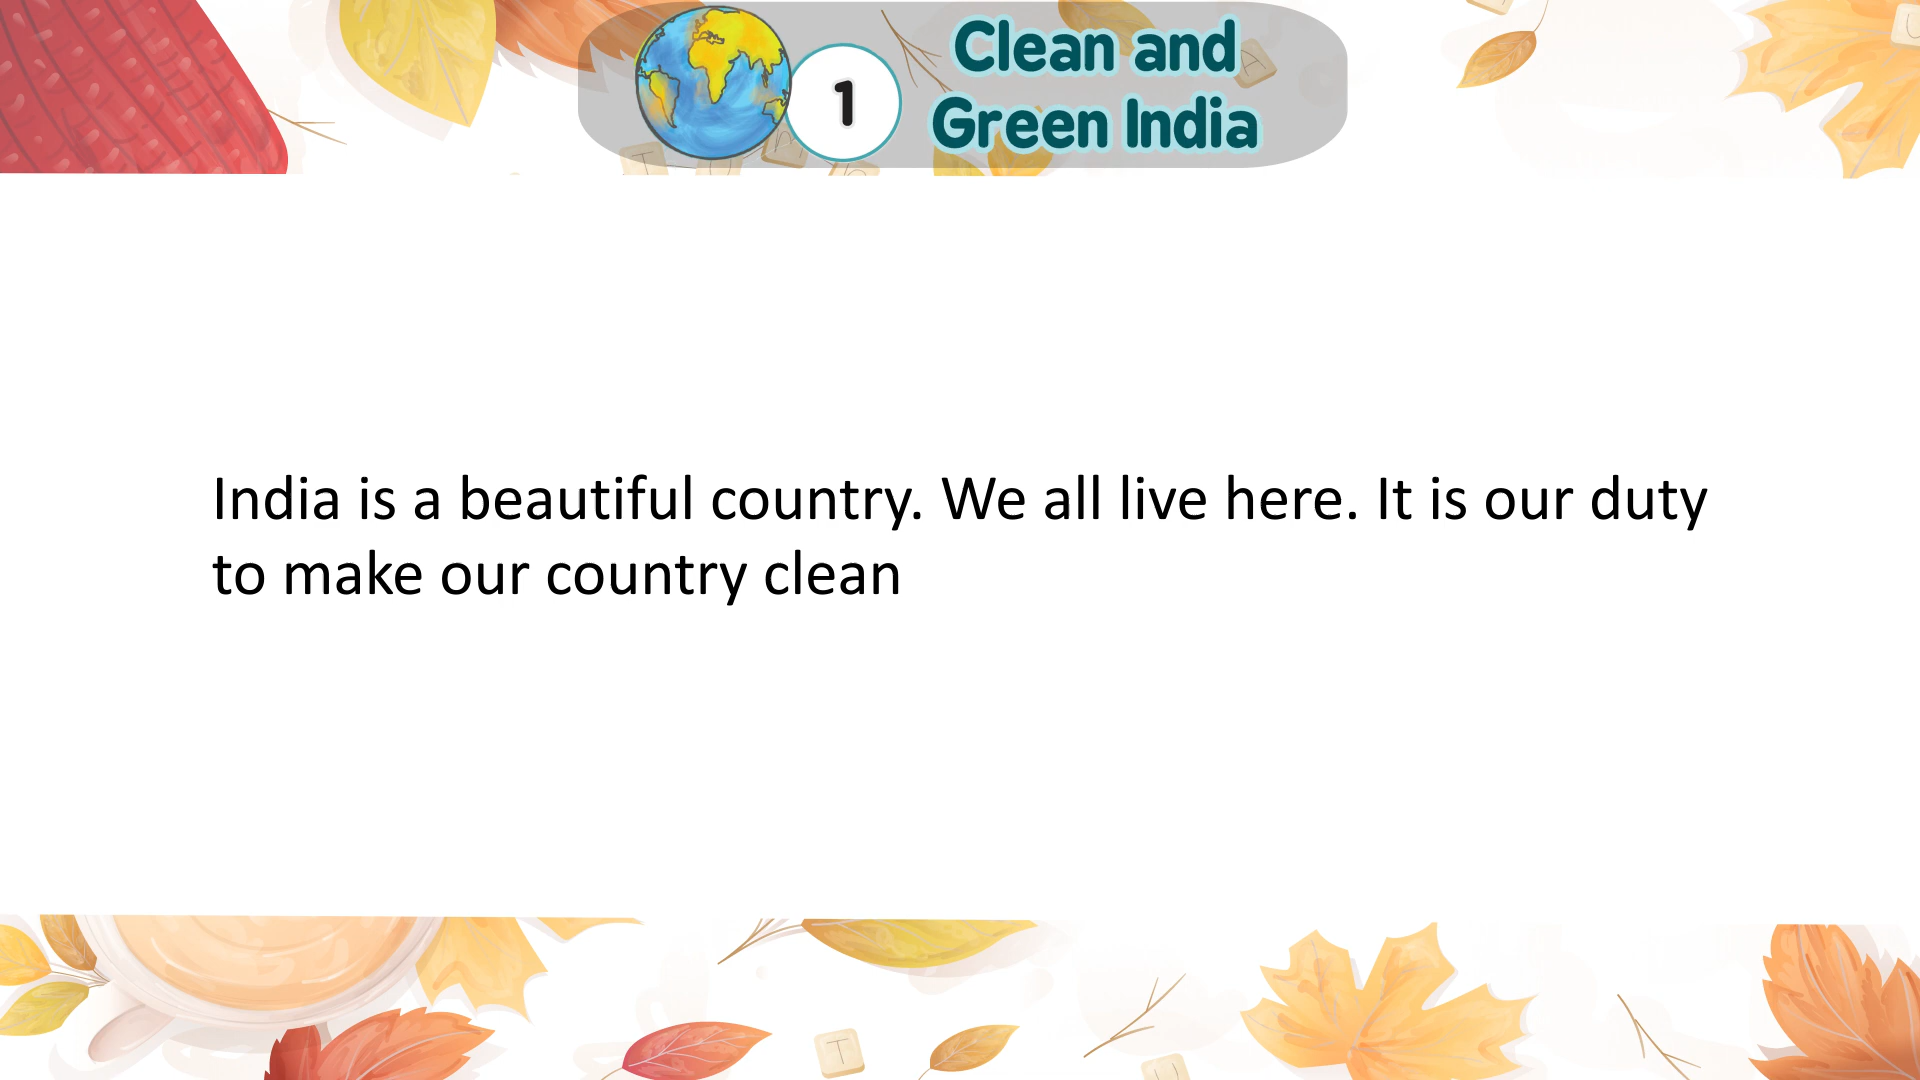 1
Clean and
Green India
India is a beautiful country. We all live here. It is our duty
to make our country clean
T